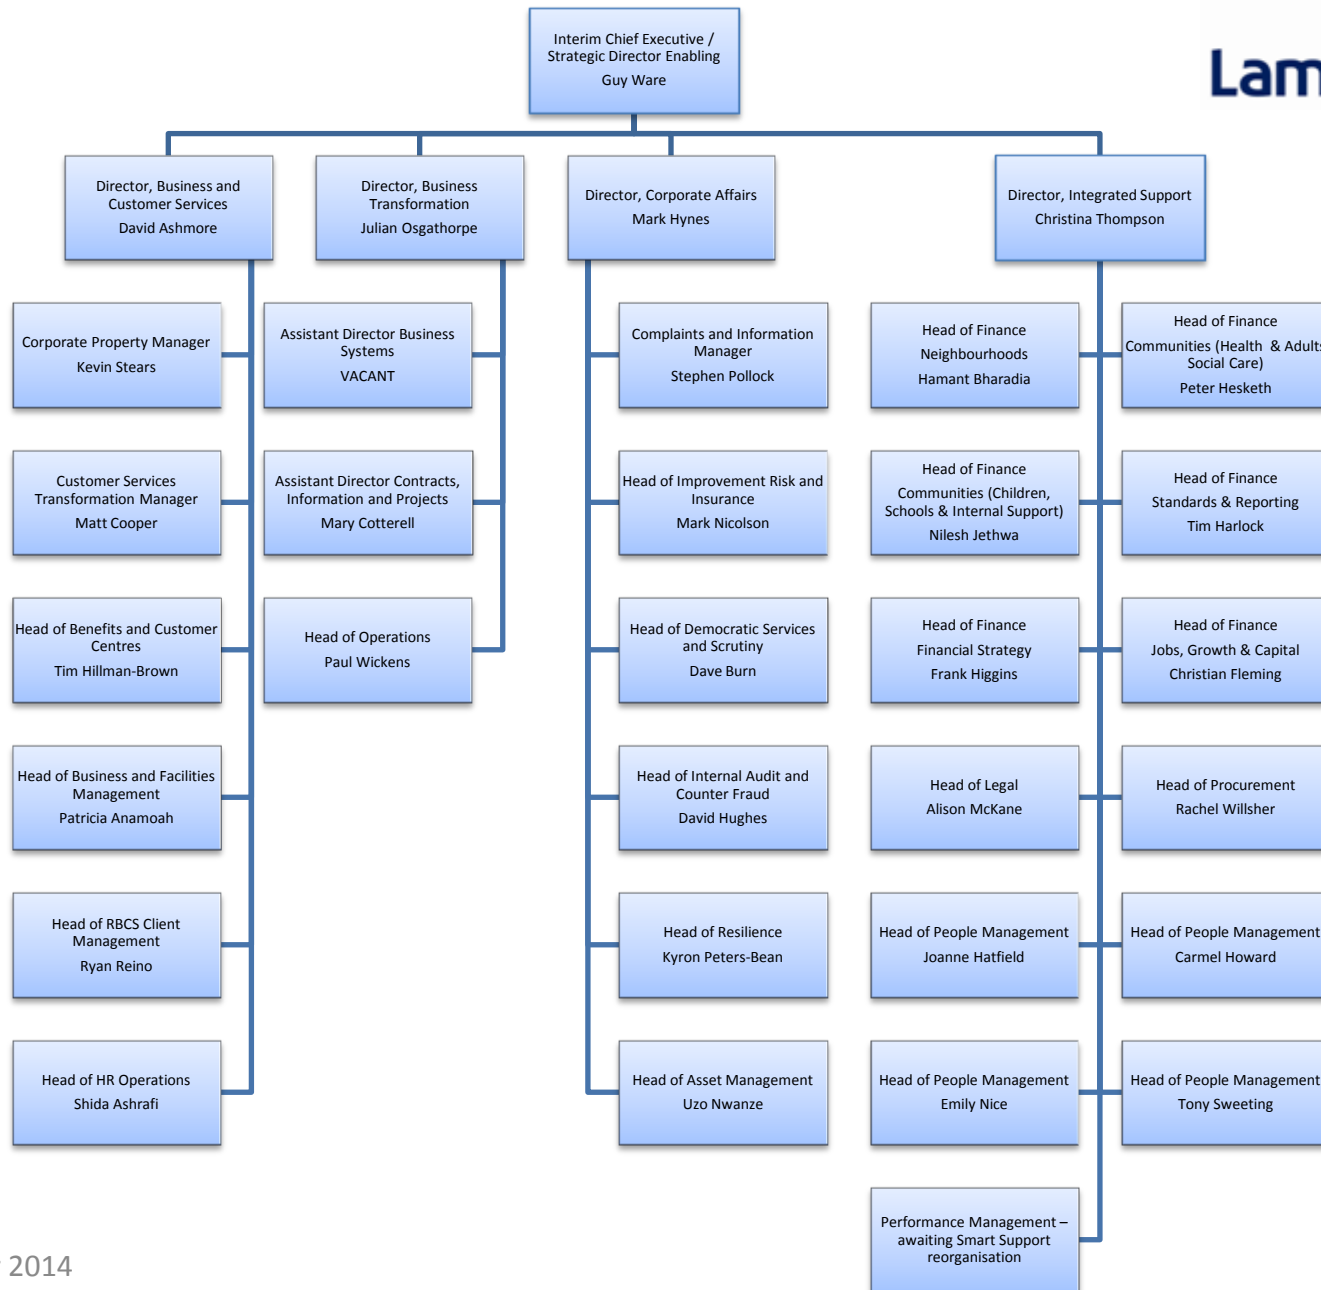 Interim Chief Executive /
Strategic Director Enabling
Guy Ware
Lam
Director, Business and
Customer Services
David Ashmore
Director, Business
Transformation
Julian Osgathorpe
Director, Corporate Affairs
Mark Hynes
Director, Integrated Support
Christina Thompson
Corporate Property Manager
Kevin Stears
Assistant Director Business
Systems
VACANT
Complaints and Information
Manager
Stephen Pollock
Head of Finance
Neighbourhoods
Hamant Bharadia
Head of Finance
Communities (Health & Adults
Social Care)
Peter Hesketh
Customer Services
Transformation Manager
Matt Cooper
Assistant Director Contracts,
Information and Projects
Mary Cotterell
Head of Improvement Risk and
Insurance
Mark Nicolson
Head of Finance
Communities (Children,
Schools & Internal Support)
Nilesh Jethwa
Head of Finance
Standards & Reporting
Tim Harlock
Head of Benefits and Customer
Centres
Tim Hillman-Brown
Head of Operations
Paul Wickens
Head of Democratic Services
and Scrutiny
Dave Burn
Head of Finance
Financial Strategy
Frank Higgins
Head of Finance
Jobs, Growth & Capital
Christian Fleming
Head of Business and Facilities
Management
Patricia Anamoah
Head of Internal Audit and
Counter Fraud
David Hughes
Head of Legal
Alison McKane
Head of Procurement
Rachel Willsher
Head of RBCS Client
Management
Ryan Reino
Head of Resilience
Kyron Peters-Bean
Head of People Management
Joanne Hatfield
Head of People Management
Carmel Howard
Head of HR Operations
Shida Ashrafi
Head of Asset Management
Uzo Nwanze
Head of People Management
Emily Nice
Head of People Management
Tony Sweeting
Performance Management –
awaiting Smart Support
reorganisation
2014